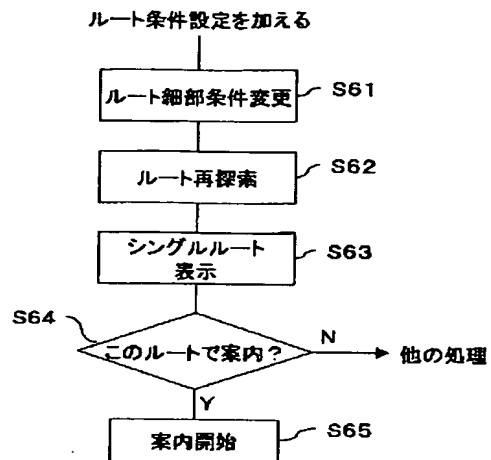 ルート条件設定を加える
ルート細部条件変更
S61
ルート再探索
S62
シングルルート
表示
S63
S64
このルートで案内？
N
他の処理
Y
案内開始
S65